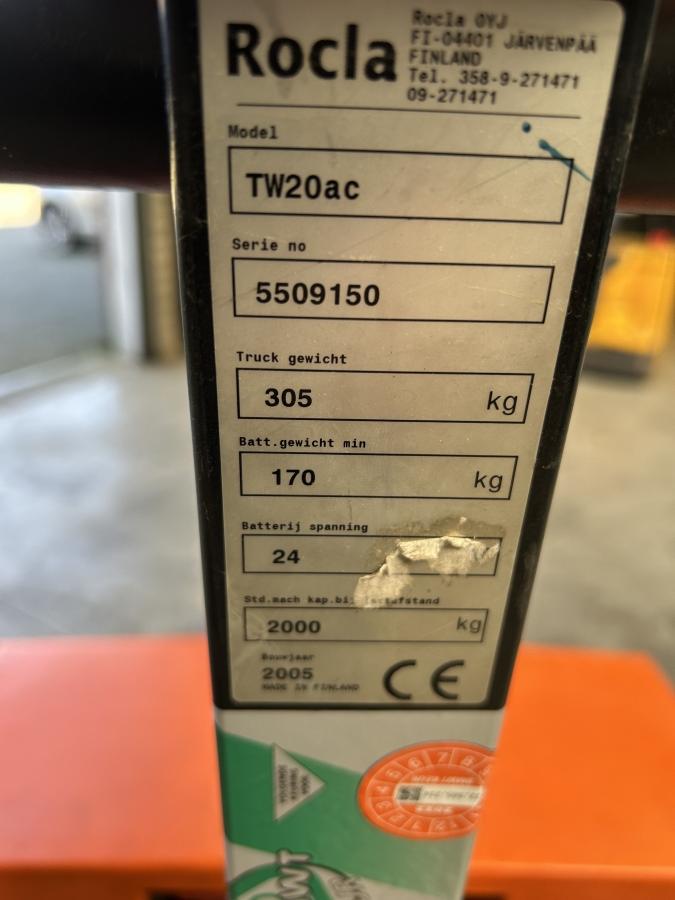 Rocla
Rocla OYJ
FI-04401 JÄRVENPÄÄ
FINLAND
Tel. 358-9-271471
09-271471
Model
TW20ac
Serie no
5509150
Truck gewicht
305 kg
Batt.gewicht min
170 kg
Batterij spanning
24
Std.mach kap.bij
2000 kg
Bouwjaar
2005
MADE IN FINLAND
CE